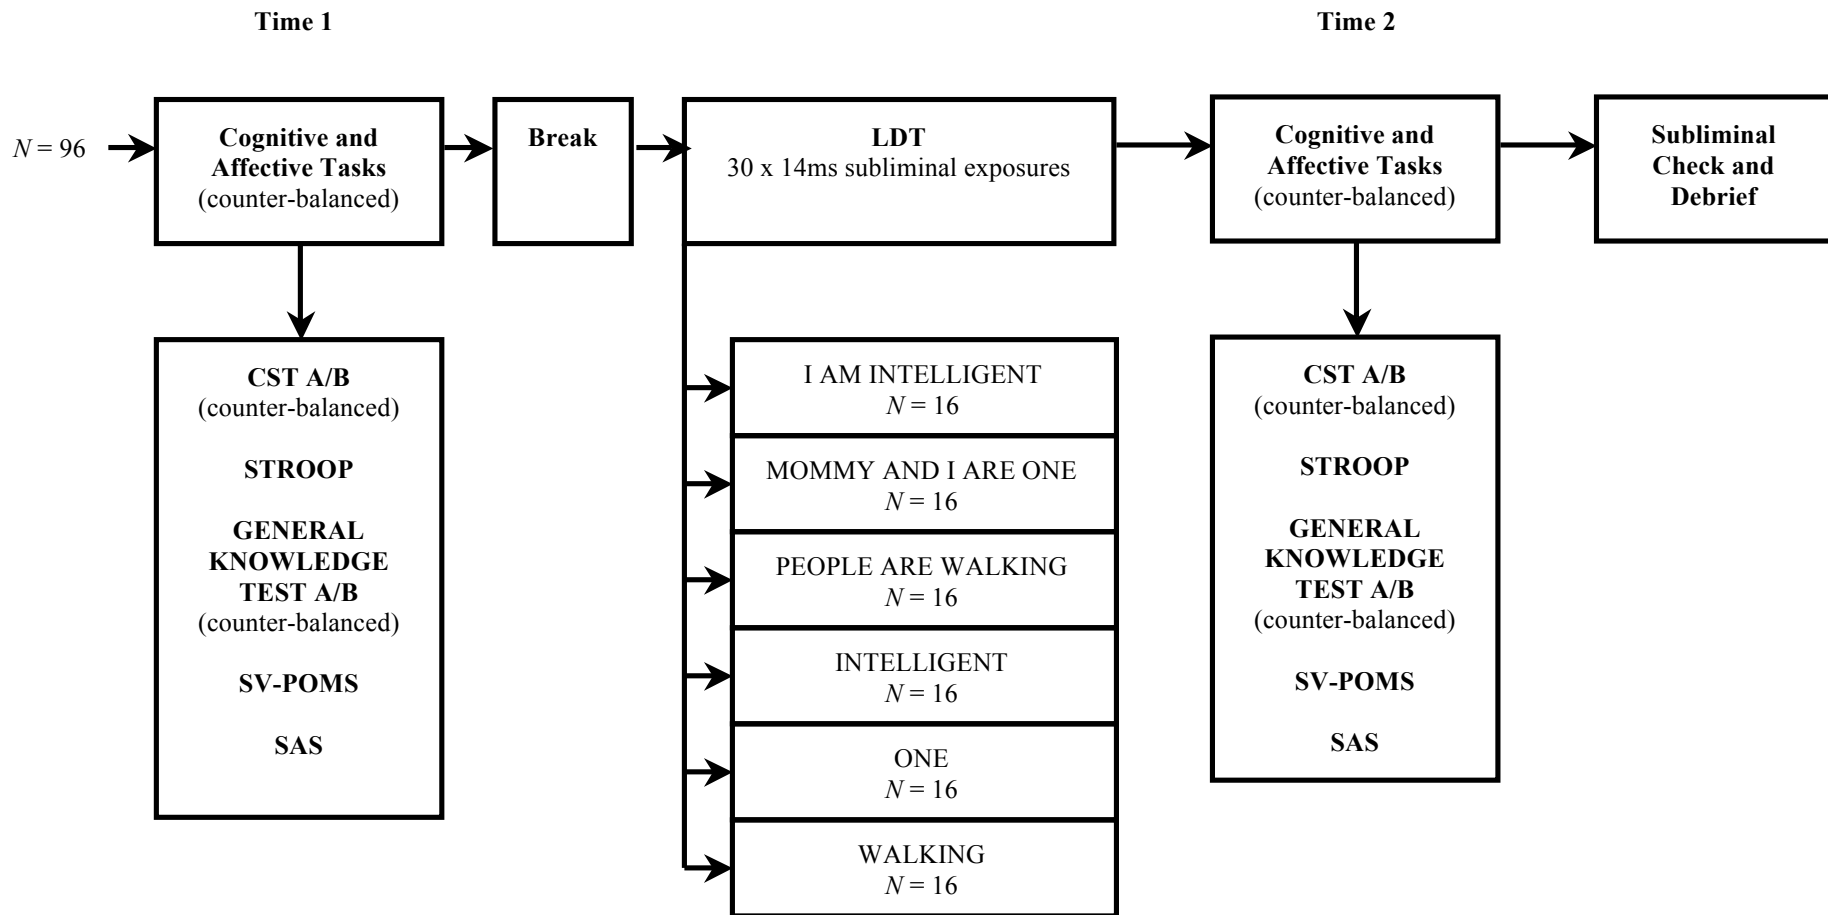 Time 1
Time 2
N = 96
Cognitive and
Affective Tasks
(counter-balanced)
Break
LDT
30 x 14ms subliminal exposures
Cognitive and
Affective Tasks
(counter-balanced)
Subliminal
Check and
Debrief
CST A/B
(counter-balanced)
STROOP
GENERAL
KNOWLEDGE
TEST A/B
(counter-balanced)
SV-POMS
SAS
I AM INTELLIGENT
N = 16
MOMMY AND I ARE ONE
N = 16
PEOPLE ARE WALKING
N = 16
INTELLIGENT
N = 16
ONE
N = 16
WALKING
N = 16
CST A/B
(counter-balanced)
STROOP
GENERAL
KNOWLEDGE
TEST A/B
(counter-balanced)
SV-POMS
SAS